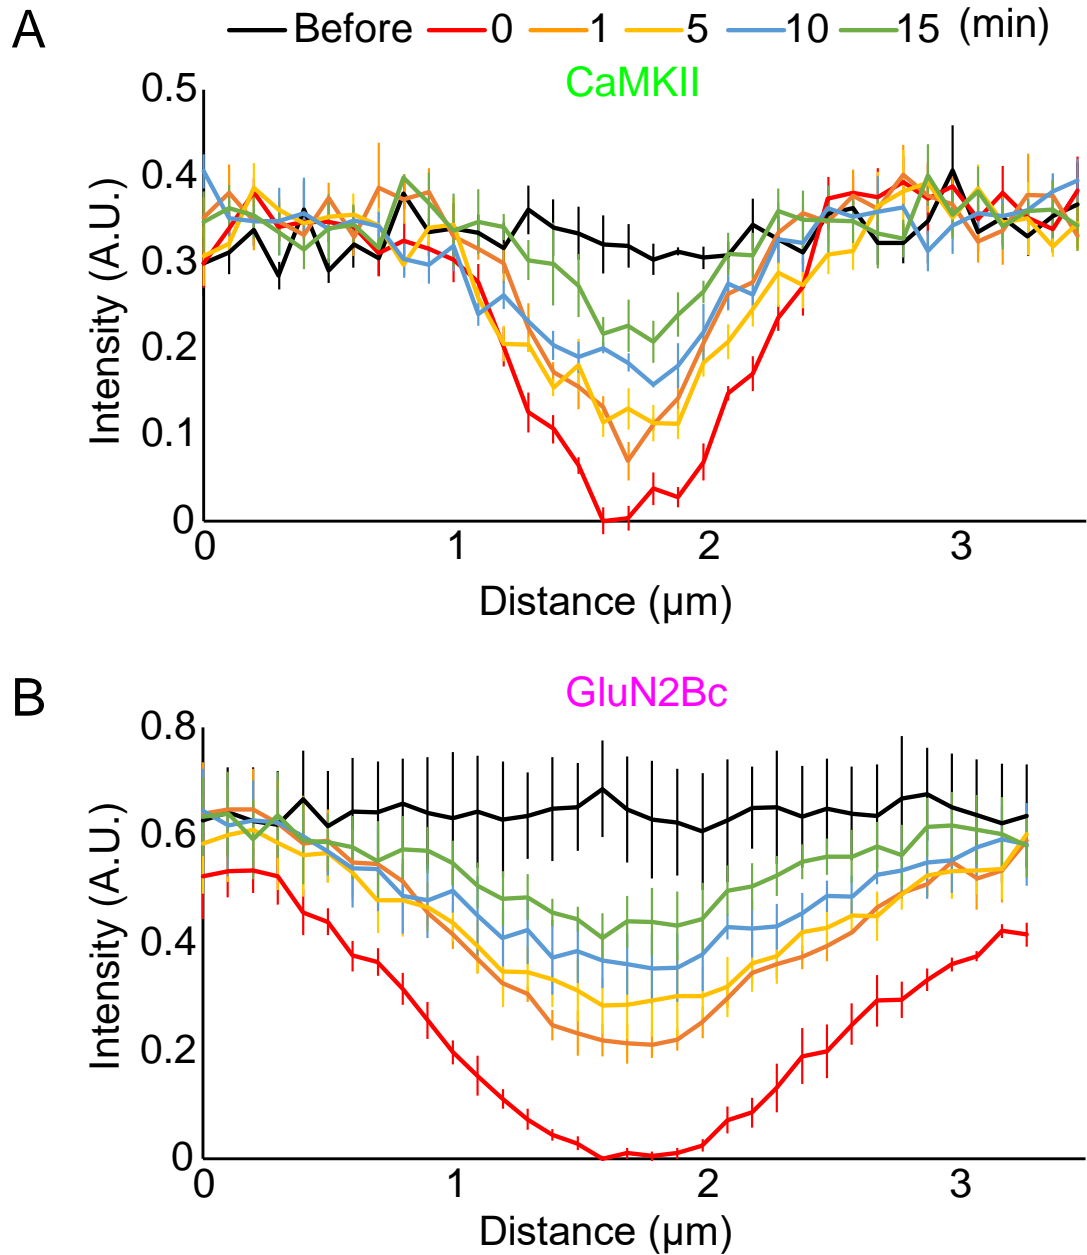 A
Before 0 1 5 10 15 (min)
CaMKII
0.5
0.4
0.3
0.2
0.1
0
Intensity (A.U.)
0 1 2 3
Distance (µm)
B
GluN2Bc
0.8
0.6
0.4
0.2
0
Intensity (A.U.)
0 1 2 3
Distance (µm)